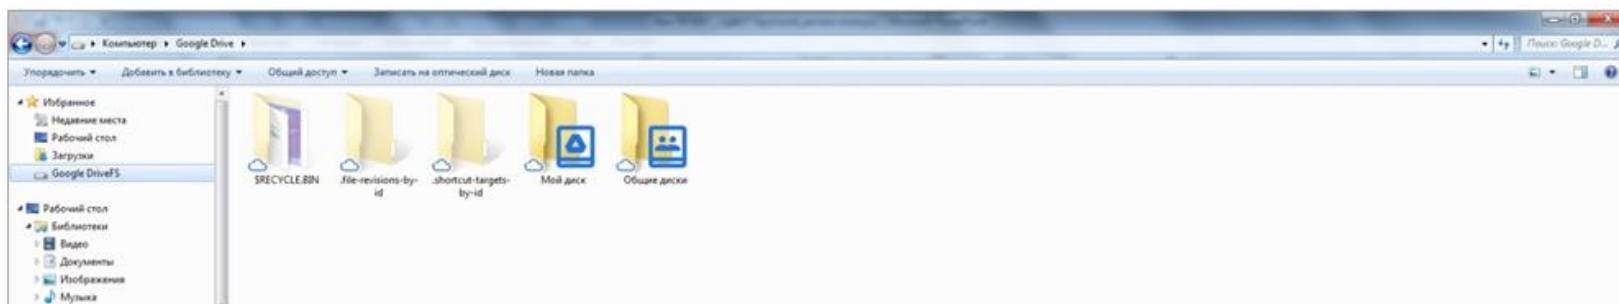 Компьютер ▸ Google Drive ▸
Поиск: Google D...
Упорядочить Добавить в библиотеку Общий доступ Записать на оптический диск Новая папка
Избранное
Недавние места
Рабочий стол
Загрузки
Google DriveFS
Рабочий стол
Библиотеки
Видео
Документы
Изображения
Музыка
$RECYCLE.BIN
.file-revisions-by-
id
.shortcut-targets-
by-id
Мой диск
Общие диски